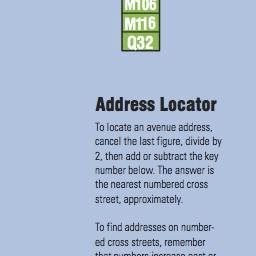 M106
M116
Q32
Address Locator
To locate an avenue address,
cancel the last figure, divide by
2, then add or subtract the key
number below. The answer is
the nearest numbered cross
street, approximately.
To find addresses on number-
ed cross streets, remember
that numbers increase east or